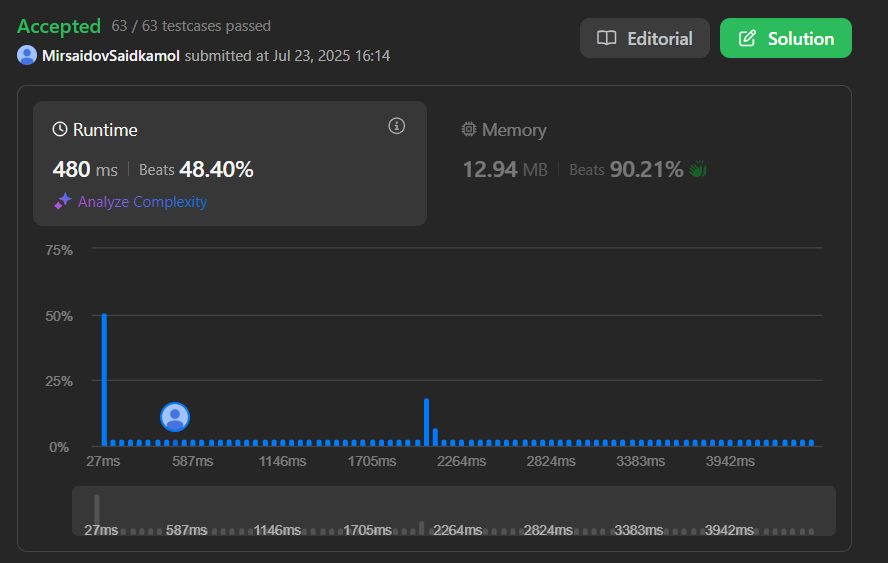 Accepted 63 / 63 testcases passed
MirsaidovSaidkamol submitted at Jul 23, 2025 16:14
Editorial
Solution
Runtime
480 ms | Beats 48.40%
Analyze Complexity
Memory
12.94 MB | Beats 90.21%
75%
50%
25%
0%
27ms 587ms 1146ms 1705ms 2264ms 2824ms 3383ms 3942ms
27ms 587ms 1146ms 1705ms 2264ms 2824ms 3383ms 3942ms